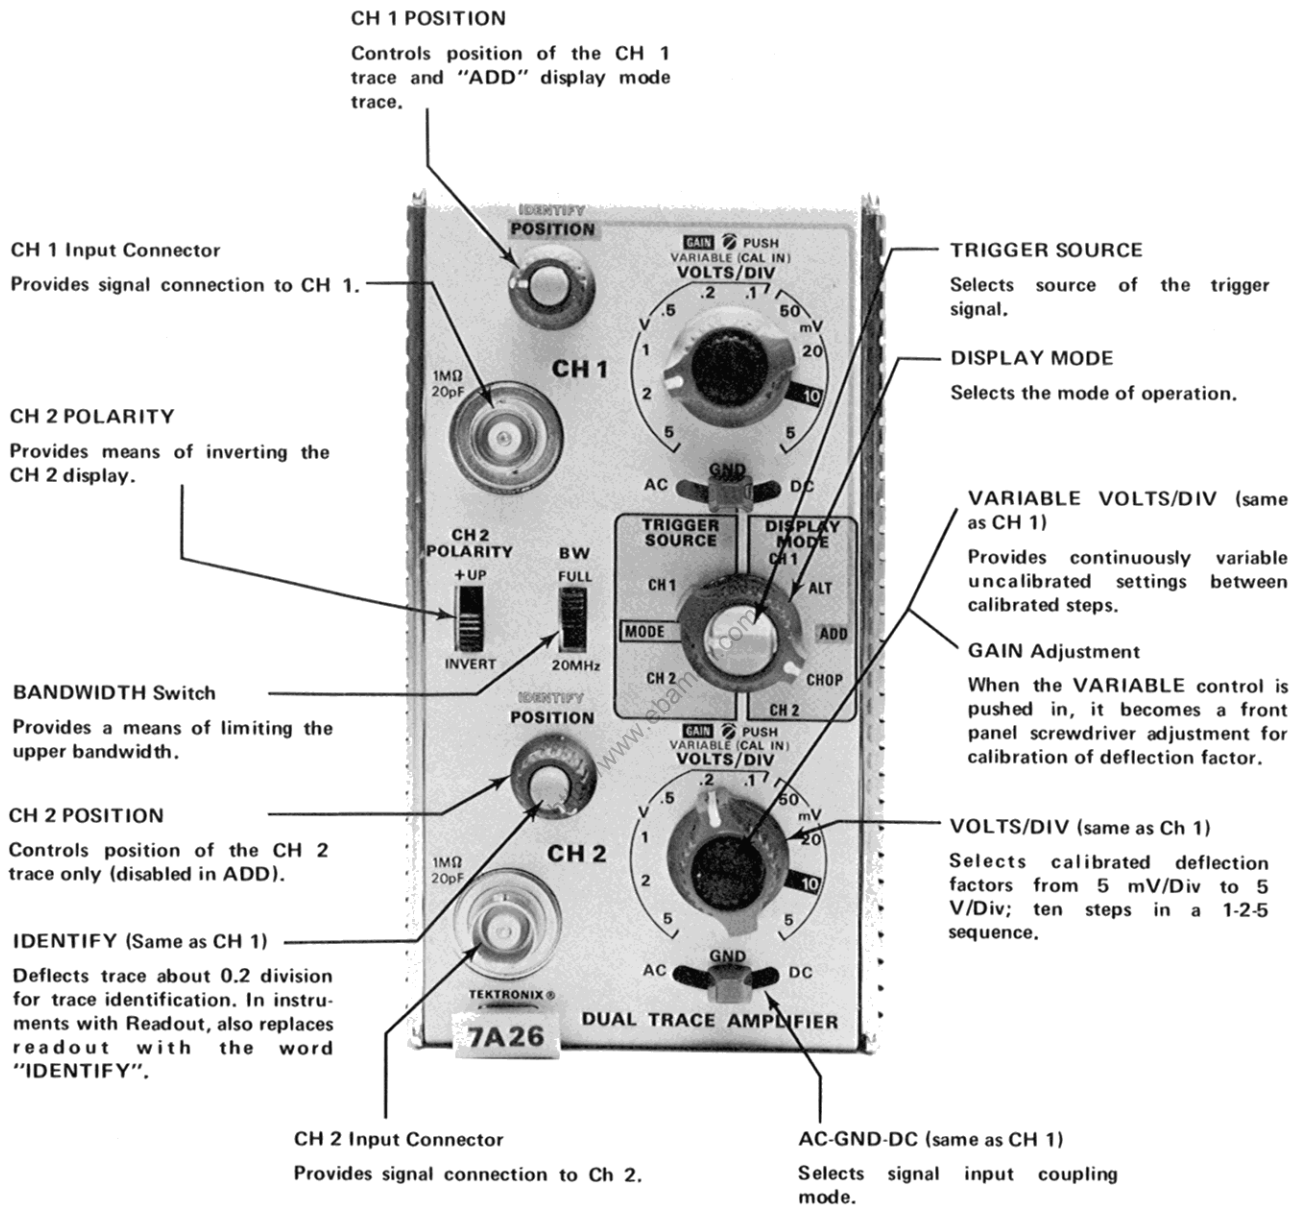 CH 1 POSITION
Controls position of the CH 1
trace and "ADD" display mode
trace.
CH 1 Input Connector
Provides signal connection to CH 1.
CH 2 POLARITY
Provides means of inverting the
CH 2 display.
BANDWIDTH Switch
Provides a means of limiting the
upper bandwidth.
CH 2 POSITION
Controls position of the CH 2
trace only (disabled in ADD).
IDENTIFY (Same as CH 1)
Deflects trace about 0.2 division
for trace identification. In instru-
ments with Readout, also replaces
readout with the word
"IDENTIFY".
CH 2 Input Connector
Provides signal connection to Ch 2.
IDENTIFY
POSITION
GAIN PUSH
VARIABLE (CAL IN)
VOLTS/DIV
.2 .1
.5 50
V mV
1 20
2 10
5 5
CH 1
1MΩ
20pF
GND
AC DC
TRIGGER
SOURCE
DISPLAY
MODE
CH 1
CH 1 ALT
MODE ADD
CH 2 CHOP
CH 2
CH 2
POLARITY
+UP
INVERT
BW
FULL
20MHz
IDENTIFY
POSITION
GAIN PUSH
VARIABLE (CAL IN)
VOLTS/DIV
.2 .1
.5 50
V mV
1 20
2 10
5 5
CH 2
1MΩ
20pF
GND
AC DC
TEKTRONIX®
7A26
DUAL TRACE AMPLIFIER
TRIGGER SOURCE
Selects source of the trigger
signal.
DISPLAY MODE
Selects the mode of operation.
VARIABLE VOLTS/DIV (same
as CH 1)
Provides continuously variable
uncalibrated settings between
calibrated steps.
GAIN Adjustment
When the VARIABLE control is
pushed in, it becomes a front
panel screwdriver adjustment for
calibration of deflection factor.
VOLTS/DIV (same as Ch 1)
Selects calibrated deflection
factors from 5 mV/Div to 5
V/Div; ten steps in a 1-2-5
sequence.
AC-GND-DC (same as CH 1)
Selects signal input coupling
mode.